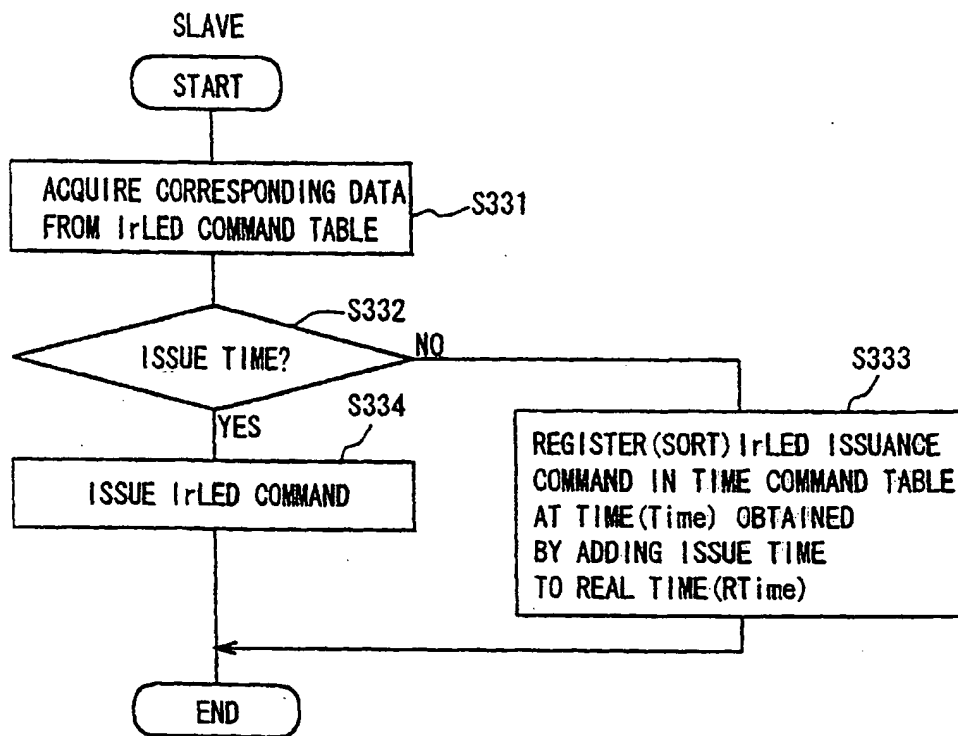 SLAVE
START
ACQUIRE CORRESPONDING DATA
FROM IrLED COMMAND TABLE
S331
S332
ISSUE TIME?
NO
YES
S333
REGISTER(SORT)IrLED ISSUANCE
COMMAND IN TIME COMMAND TABLE
AT TIME(Time) OBTAINED
BY ADDING ISSUE TIME
TO REAL TIME(RTime)
S334
ISSUE IrLED COMMAND
END